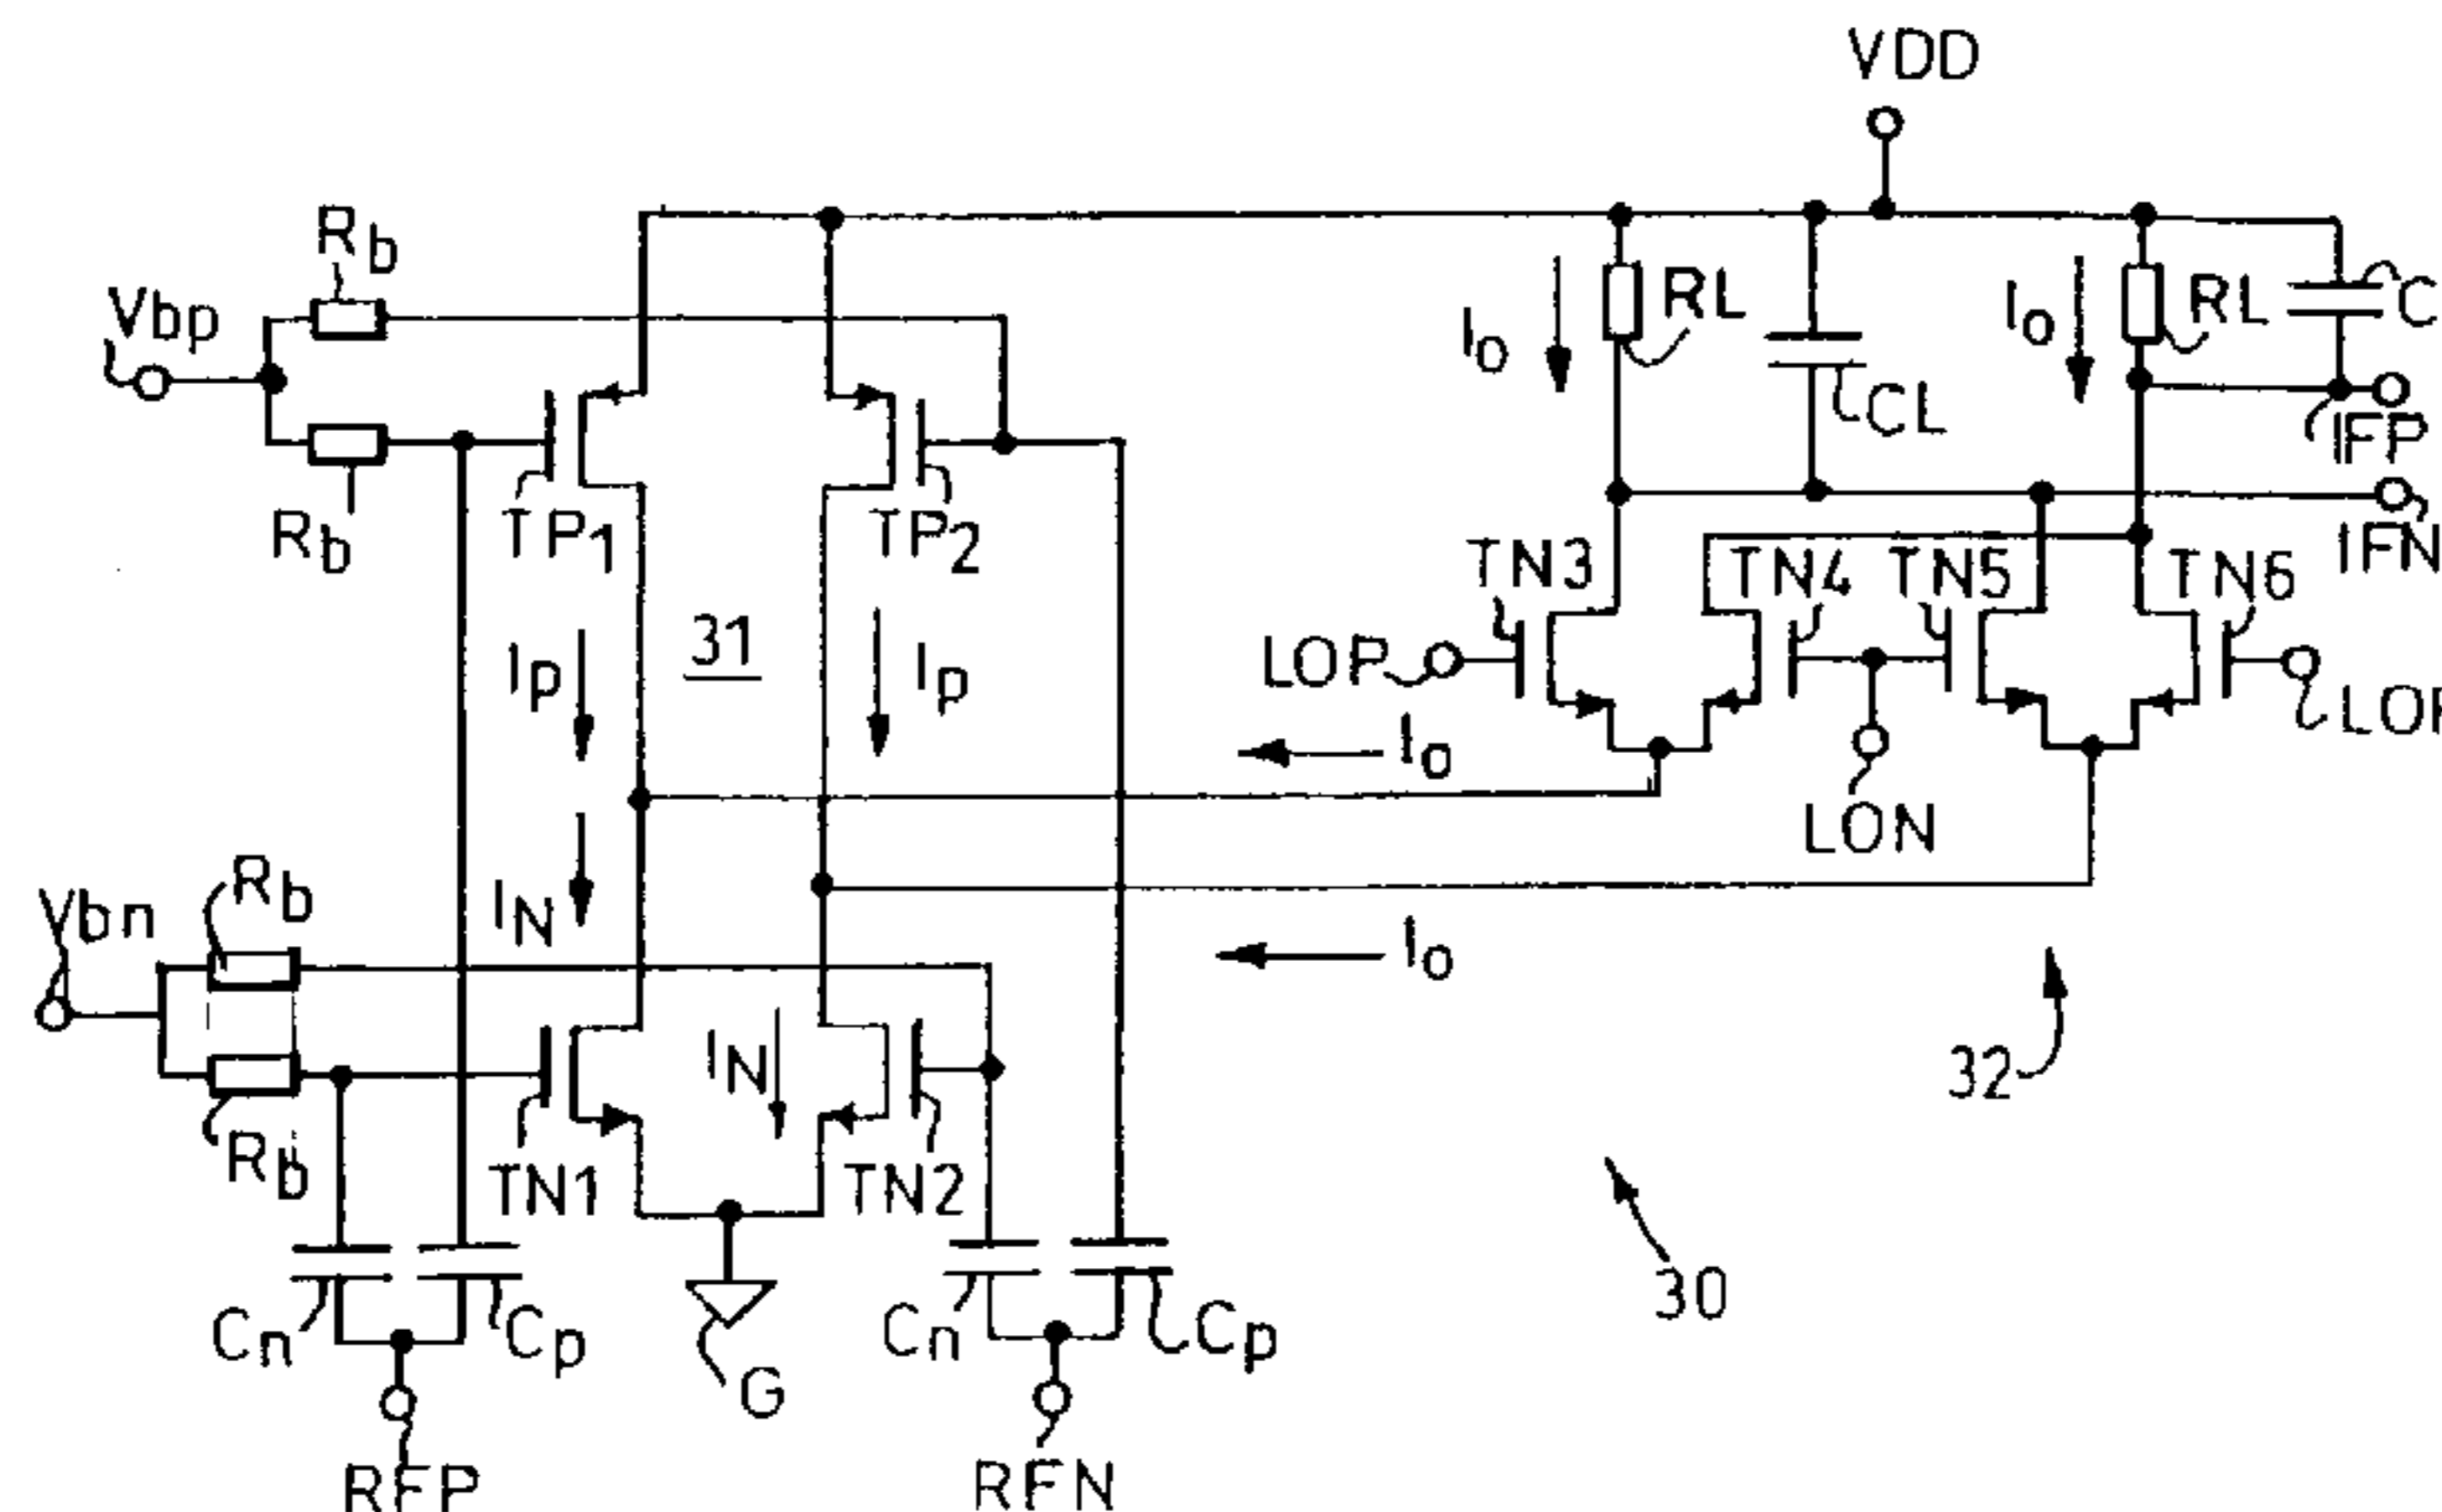 VDD
Rb
Vbp
Io
RL
Io
RL
C
CL
IFP
Rb
TP1
TP2
IFN
TN3
TN4
TN5
TN6
31
Ip
Ip
LOP
LOP
Io
LON
Rb
Vbn
IN
Io
IN
32
Rb
TN1
TN2
30
Cn
Cp
Cn
Cp
G
RFP
RFN